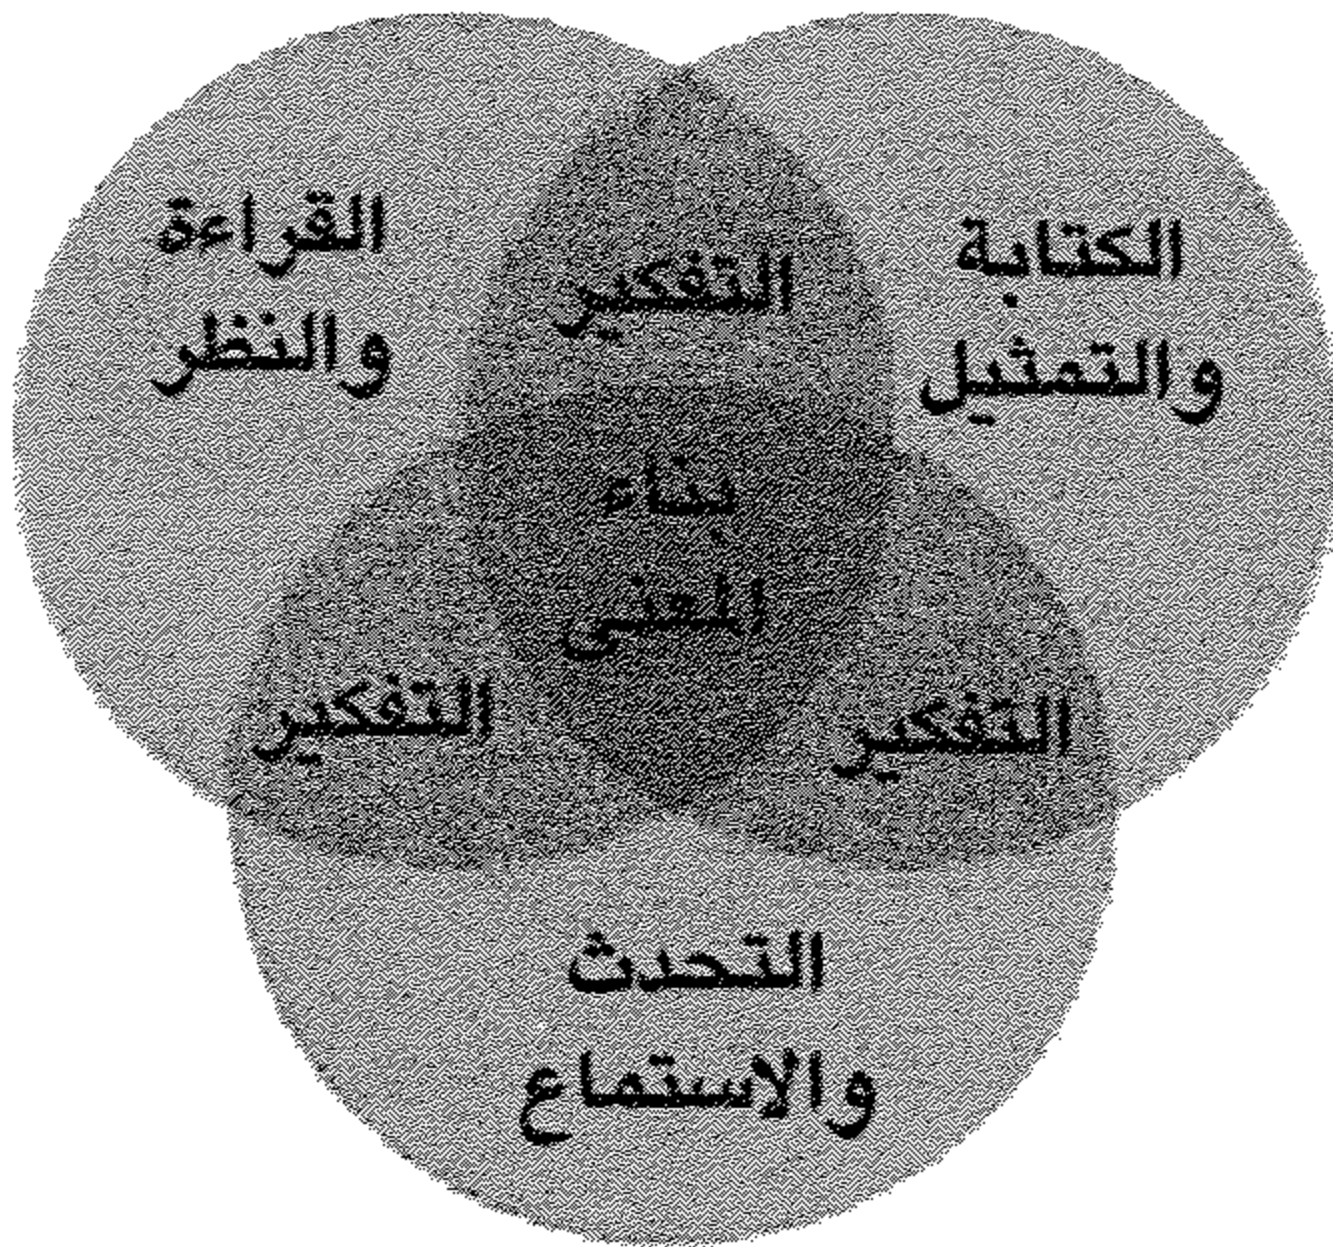 القراءة
والنظر
التفكير
الكتابة
والتمثيل
بناء
المعنى
التفكير
التفكير
التحدث
والاستماع